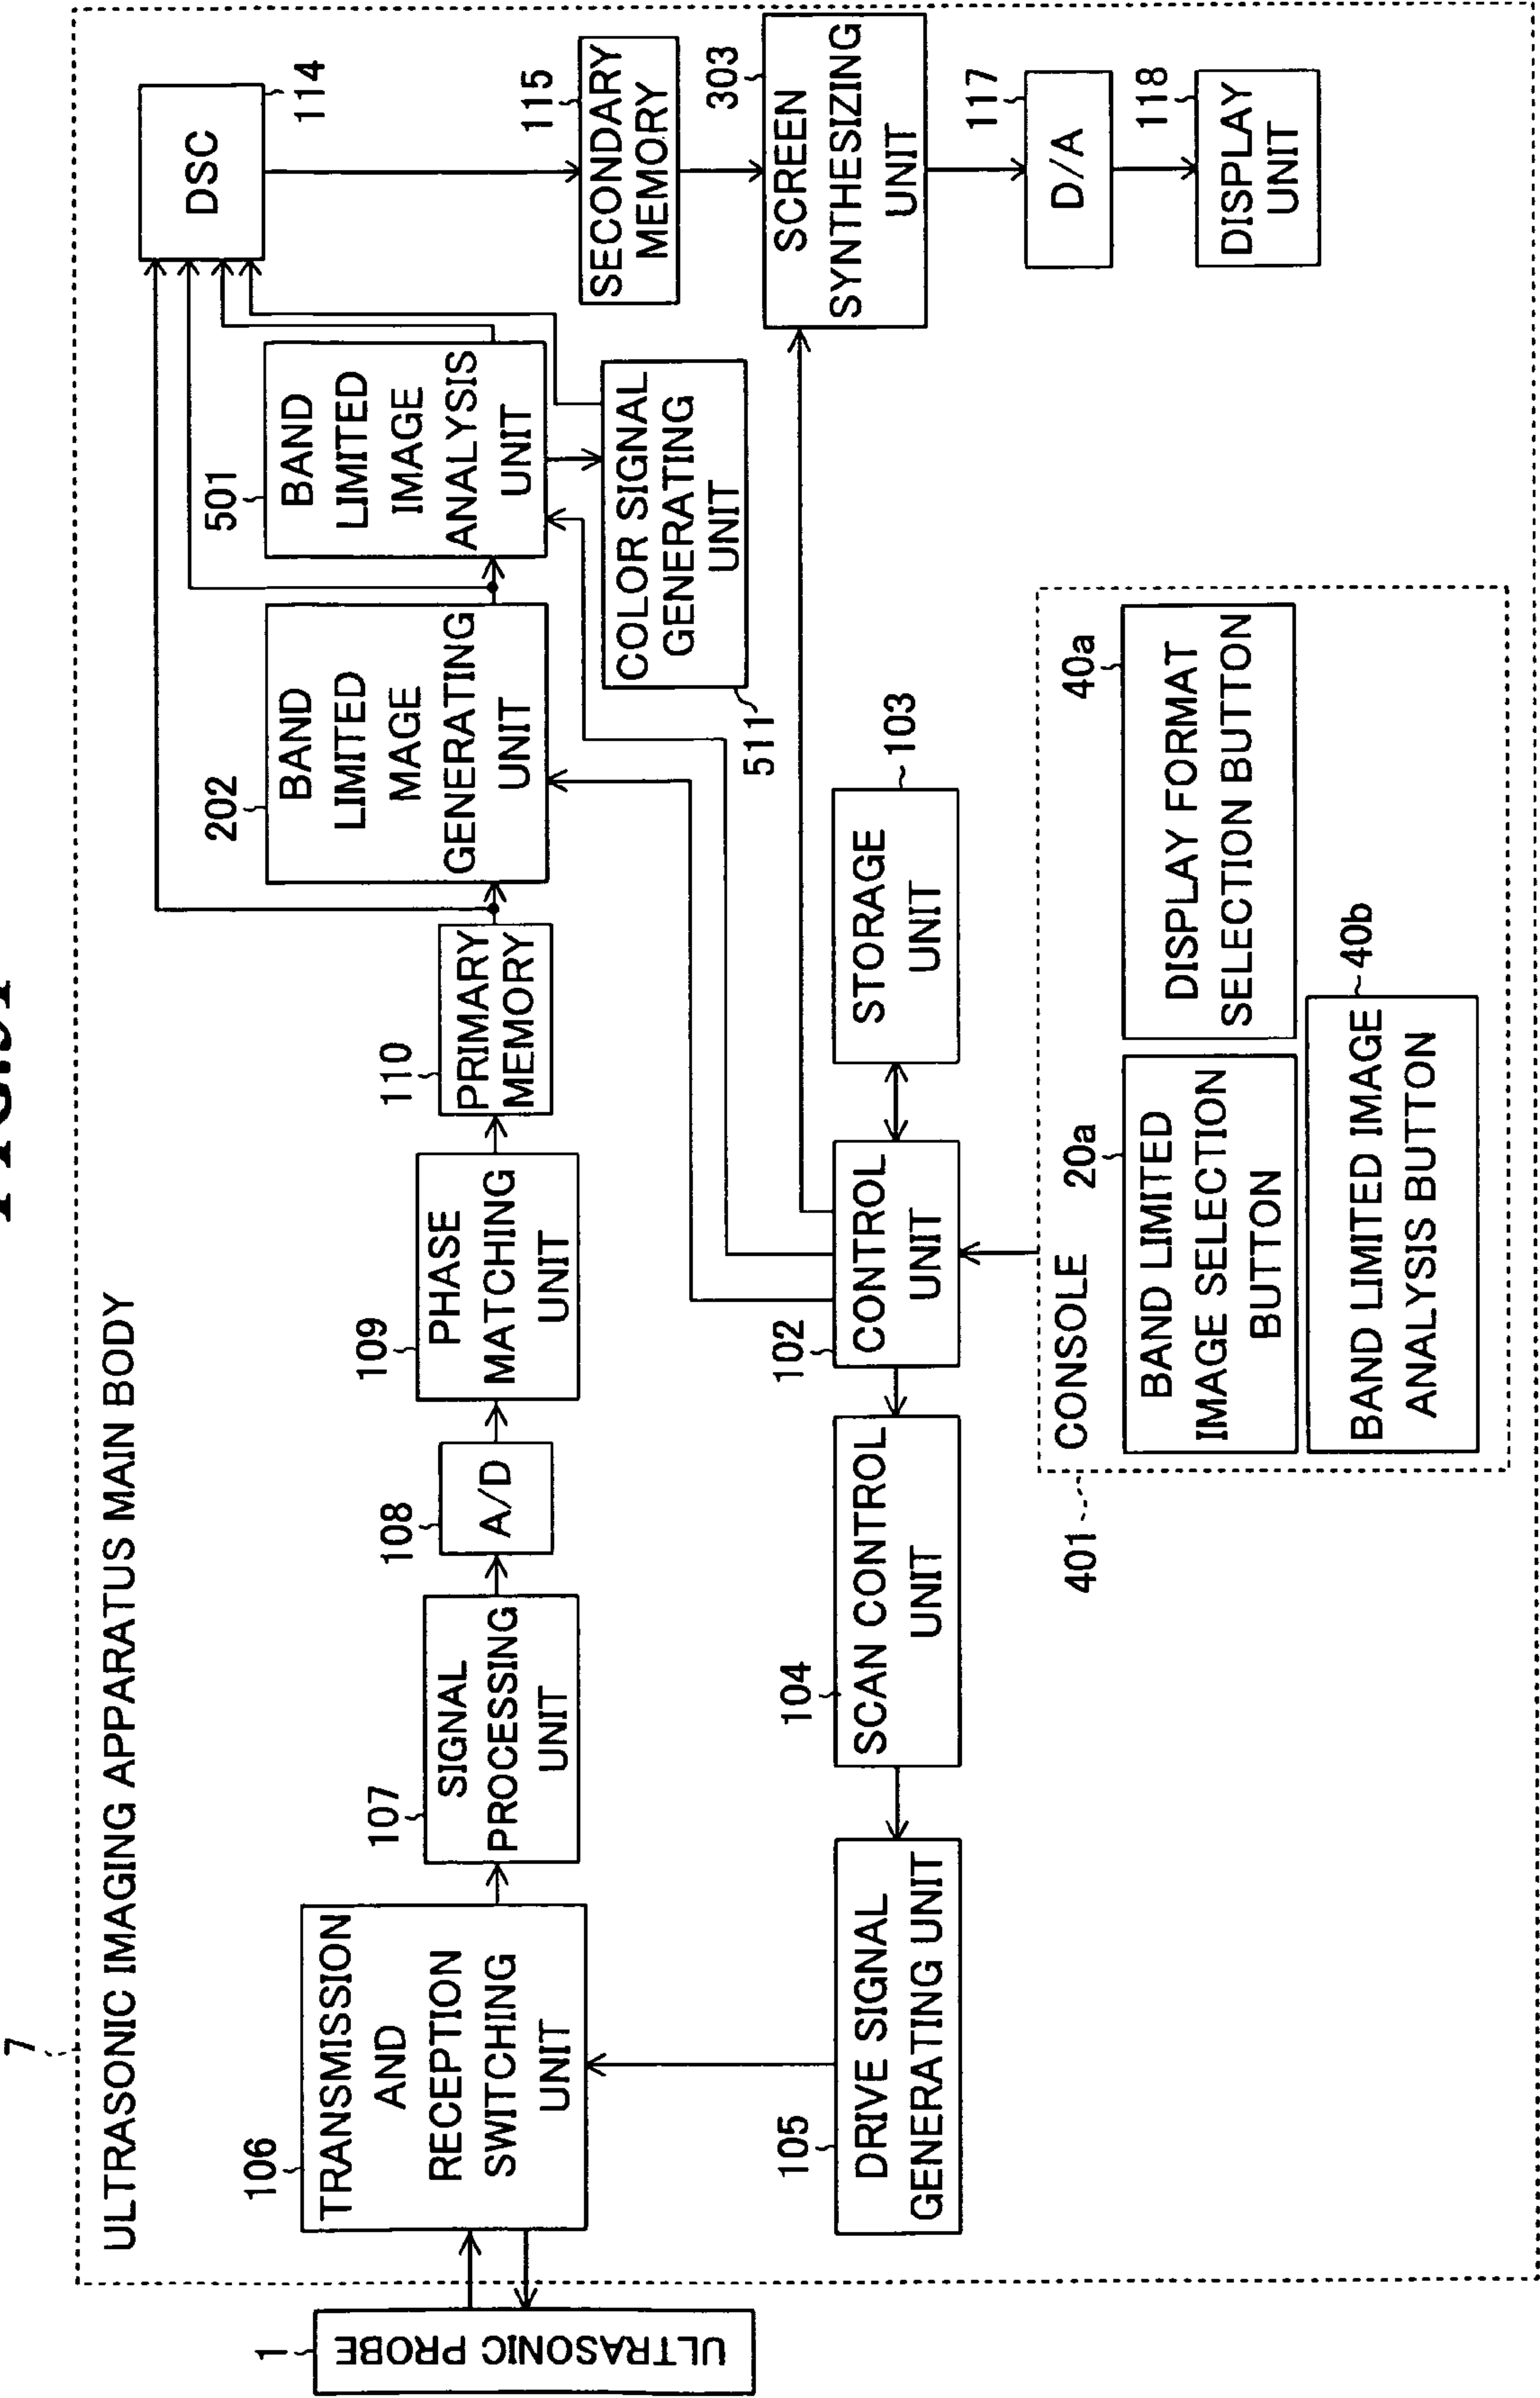 7
ULTRASONIC IMAGING APPARATUS MAIN BODY
1
ULTRASONIC PROBE
106
TRANSMISSION
AND
RECEPTION
SWITCHING
UNIT
107
SIGNAL
PROCESSING
UNIT
108
A/D
109
PHASE
MATCHING
UNIT
110
PRIMARY
MEMORY
202
BAND
LIMITED
IMAGE
GENERATING
UNIT
501
BAND
LIMITED
IMAGE
ANALYSIS
UNIT
DSC
114
COLOR SIGNAL
GENERATING
UNIT
511
115
SECONDARY
MEMORY
303
SCREEN
SYNTHESIZING
UNIT
117
D/A
118
DISPLAY
UNIT
105
DRIVE SIGNAL
GENERATING UNIT
104
SCAN CONTROL
UNIT
102
CONTROL
UNIT
STORAGE
UNIT
103
401
CONSOLE
20a
BAND LIMITED
IMAGE SELECTION
BUTTON
40a
DISPLAY FORMAT
SELECTION BUTTON
BAND LIMITED IMAGE
ANALYSIS BUTTON
40b